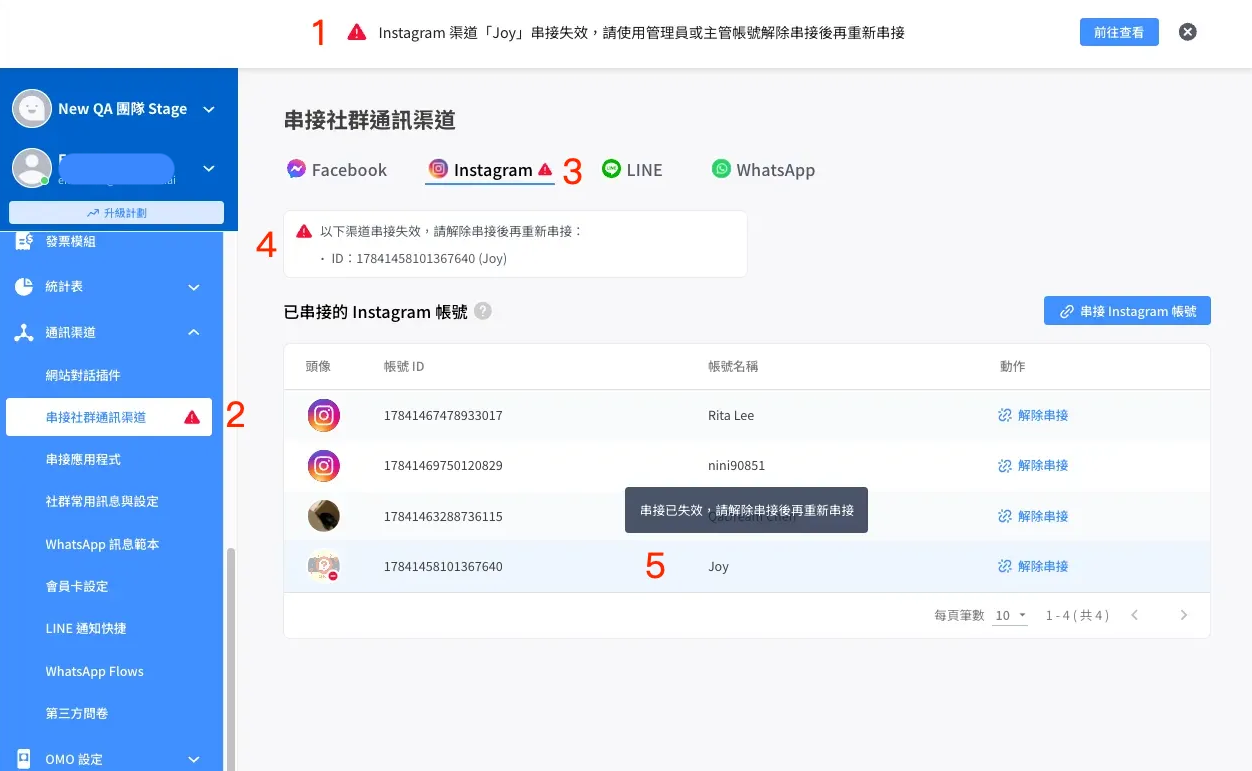 1
Instagram 渠道「Joy」串接失效，請使用管理員或主管帳號解除串接後再重新串接
前往查看
New QA 團隊 Stage
升級計劃
發票模組
統計表
通訊渠道
網站對話插件
串接社群通訊渠道
2
串接應用程式
社群常用訊息與設定
WhatsApp 訊息範本
會員卡設定
LINE 通知快捷
WhatsApp Flows
第三方問卷
OMO 設定
串接社群通訊渠道
Facebook
Instagram
3
LINE
WhatsApp
4
以下渠道串接失效，請解除串接後再重新串接：
・ ID：17841458101367640 (Joy)
已串接的 Instagram 帳號
?
串接 Instagram 帳號
頭像 帳號 ID 帳號名稱 動作
17841467478933017 Rita Lee 解除串接
17841469750120829 nini90851 解除串接
串接已失效，請解除串接後再重新串接
17841463288736115 解除串接
17841458101367640 5 Joy 解除串接
每頁筆數 10 1 - 4 ( 共 4 )